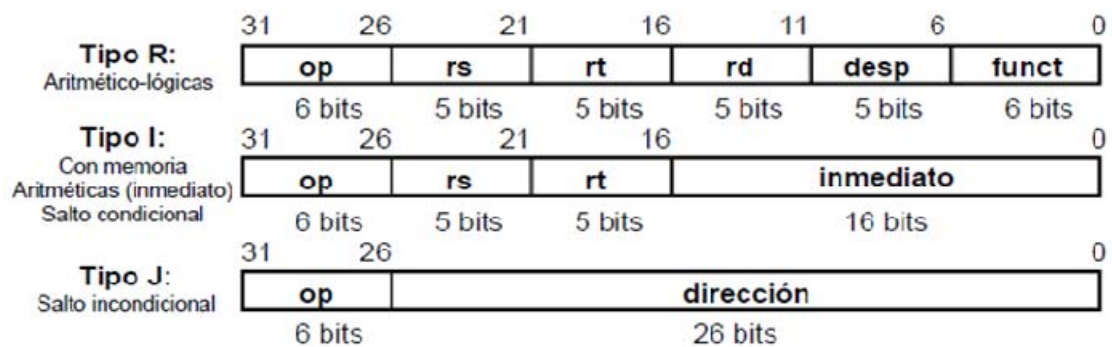 31 26 21 16 11 6 0
Tipo R:
Aritmético-lógicas
op rs rt rd desp funct
6 bits 5 bits 5 bits 5 bits 5 bits 6 bits
Tipo I:
31 26 21 16 0
Con memoria
Aritméticas (inmediato)
Salto condicional
op rs rt inmediato
6 bits 5 bits 5 bits 16 bits
31 26 0
Tipo J:
Salto incondicional
op dirección
6 bits 26 bits